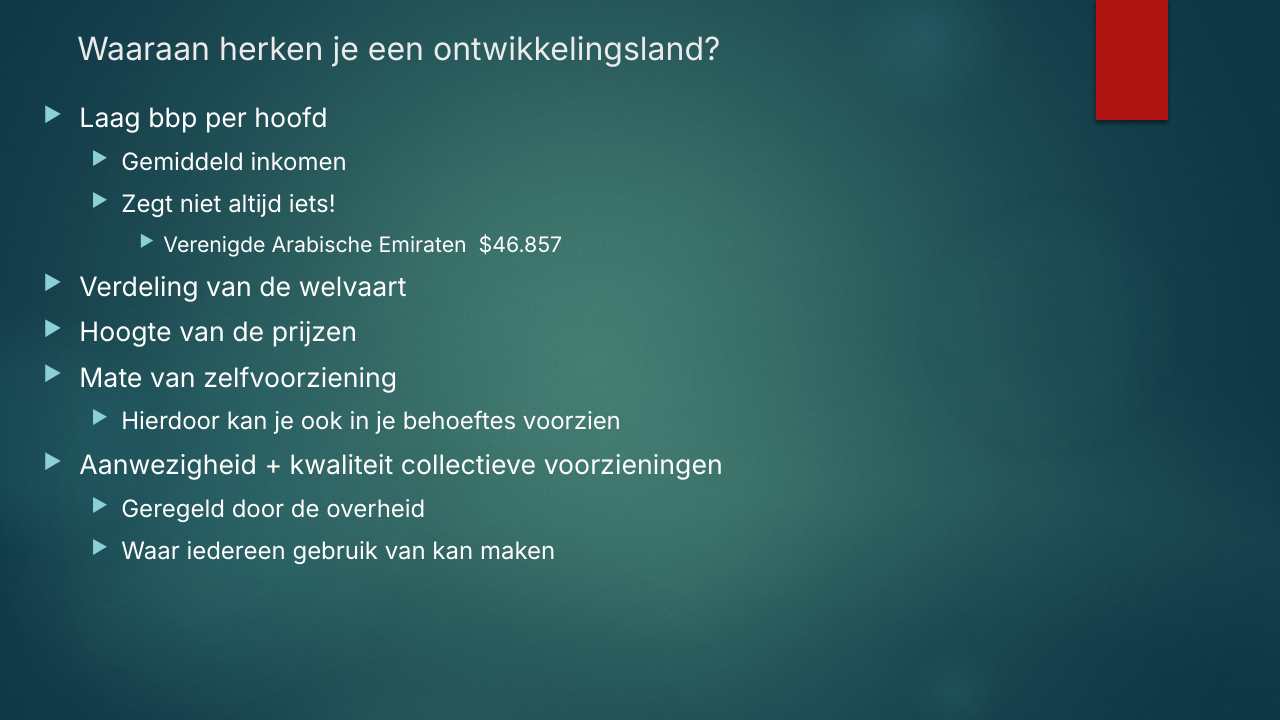 Waaraan herken je een ontwikkelingsland?
Laag bbp per hoofd
Gemiddeld inkomen
Zegt niet altijd iets!
Verenigde Arabische Emiraten  $46.857
Verdeling van de welvaart
Hoogte van de prijzen
Mate van zelfvoorziening
Hierdoor kan je ook in je behoeftes voorzien
Aanwezigheid + kwaliteit collectieve voorzieningen
Geregeld door de overheid
Waar iedereen gebruik van kan maken